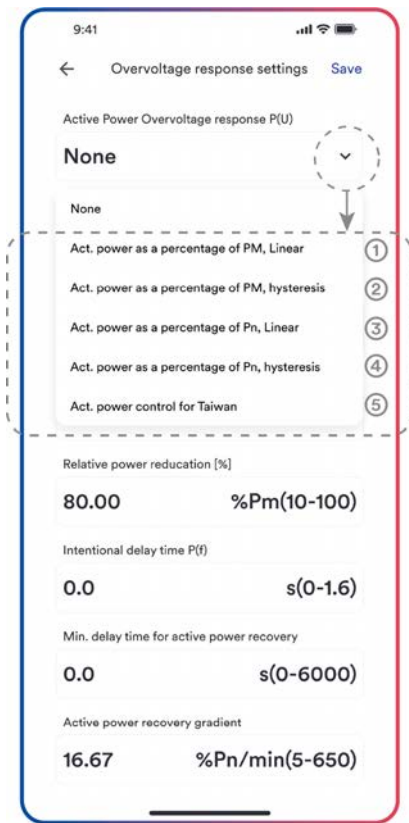 9:41
Overvoltage response settings Save
Active Power Overvoltage response P(U)
None
None
Act. power as a percentage of PM, Linear ①
Act. power as a percentage of PM, hysteresis ②
Act. power as a percentage of Pn, Linear ③
Act. power as a percentage of Pn, hysteresis ④
Act. power control for Taiwan ⑤
Relative power reducation [%]
80.00 %Pm(10-100)
Intentional delay time P(f)
0.0 s(0-1.6)
Min. delay time for active power recovery
0.0 s(0-6000)
Active power recovery gradient
16.67 %Pn/min(5-650)